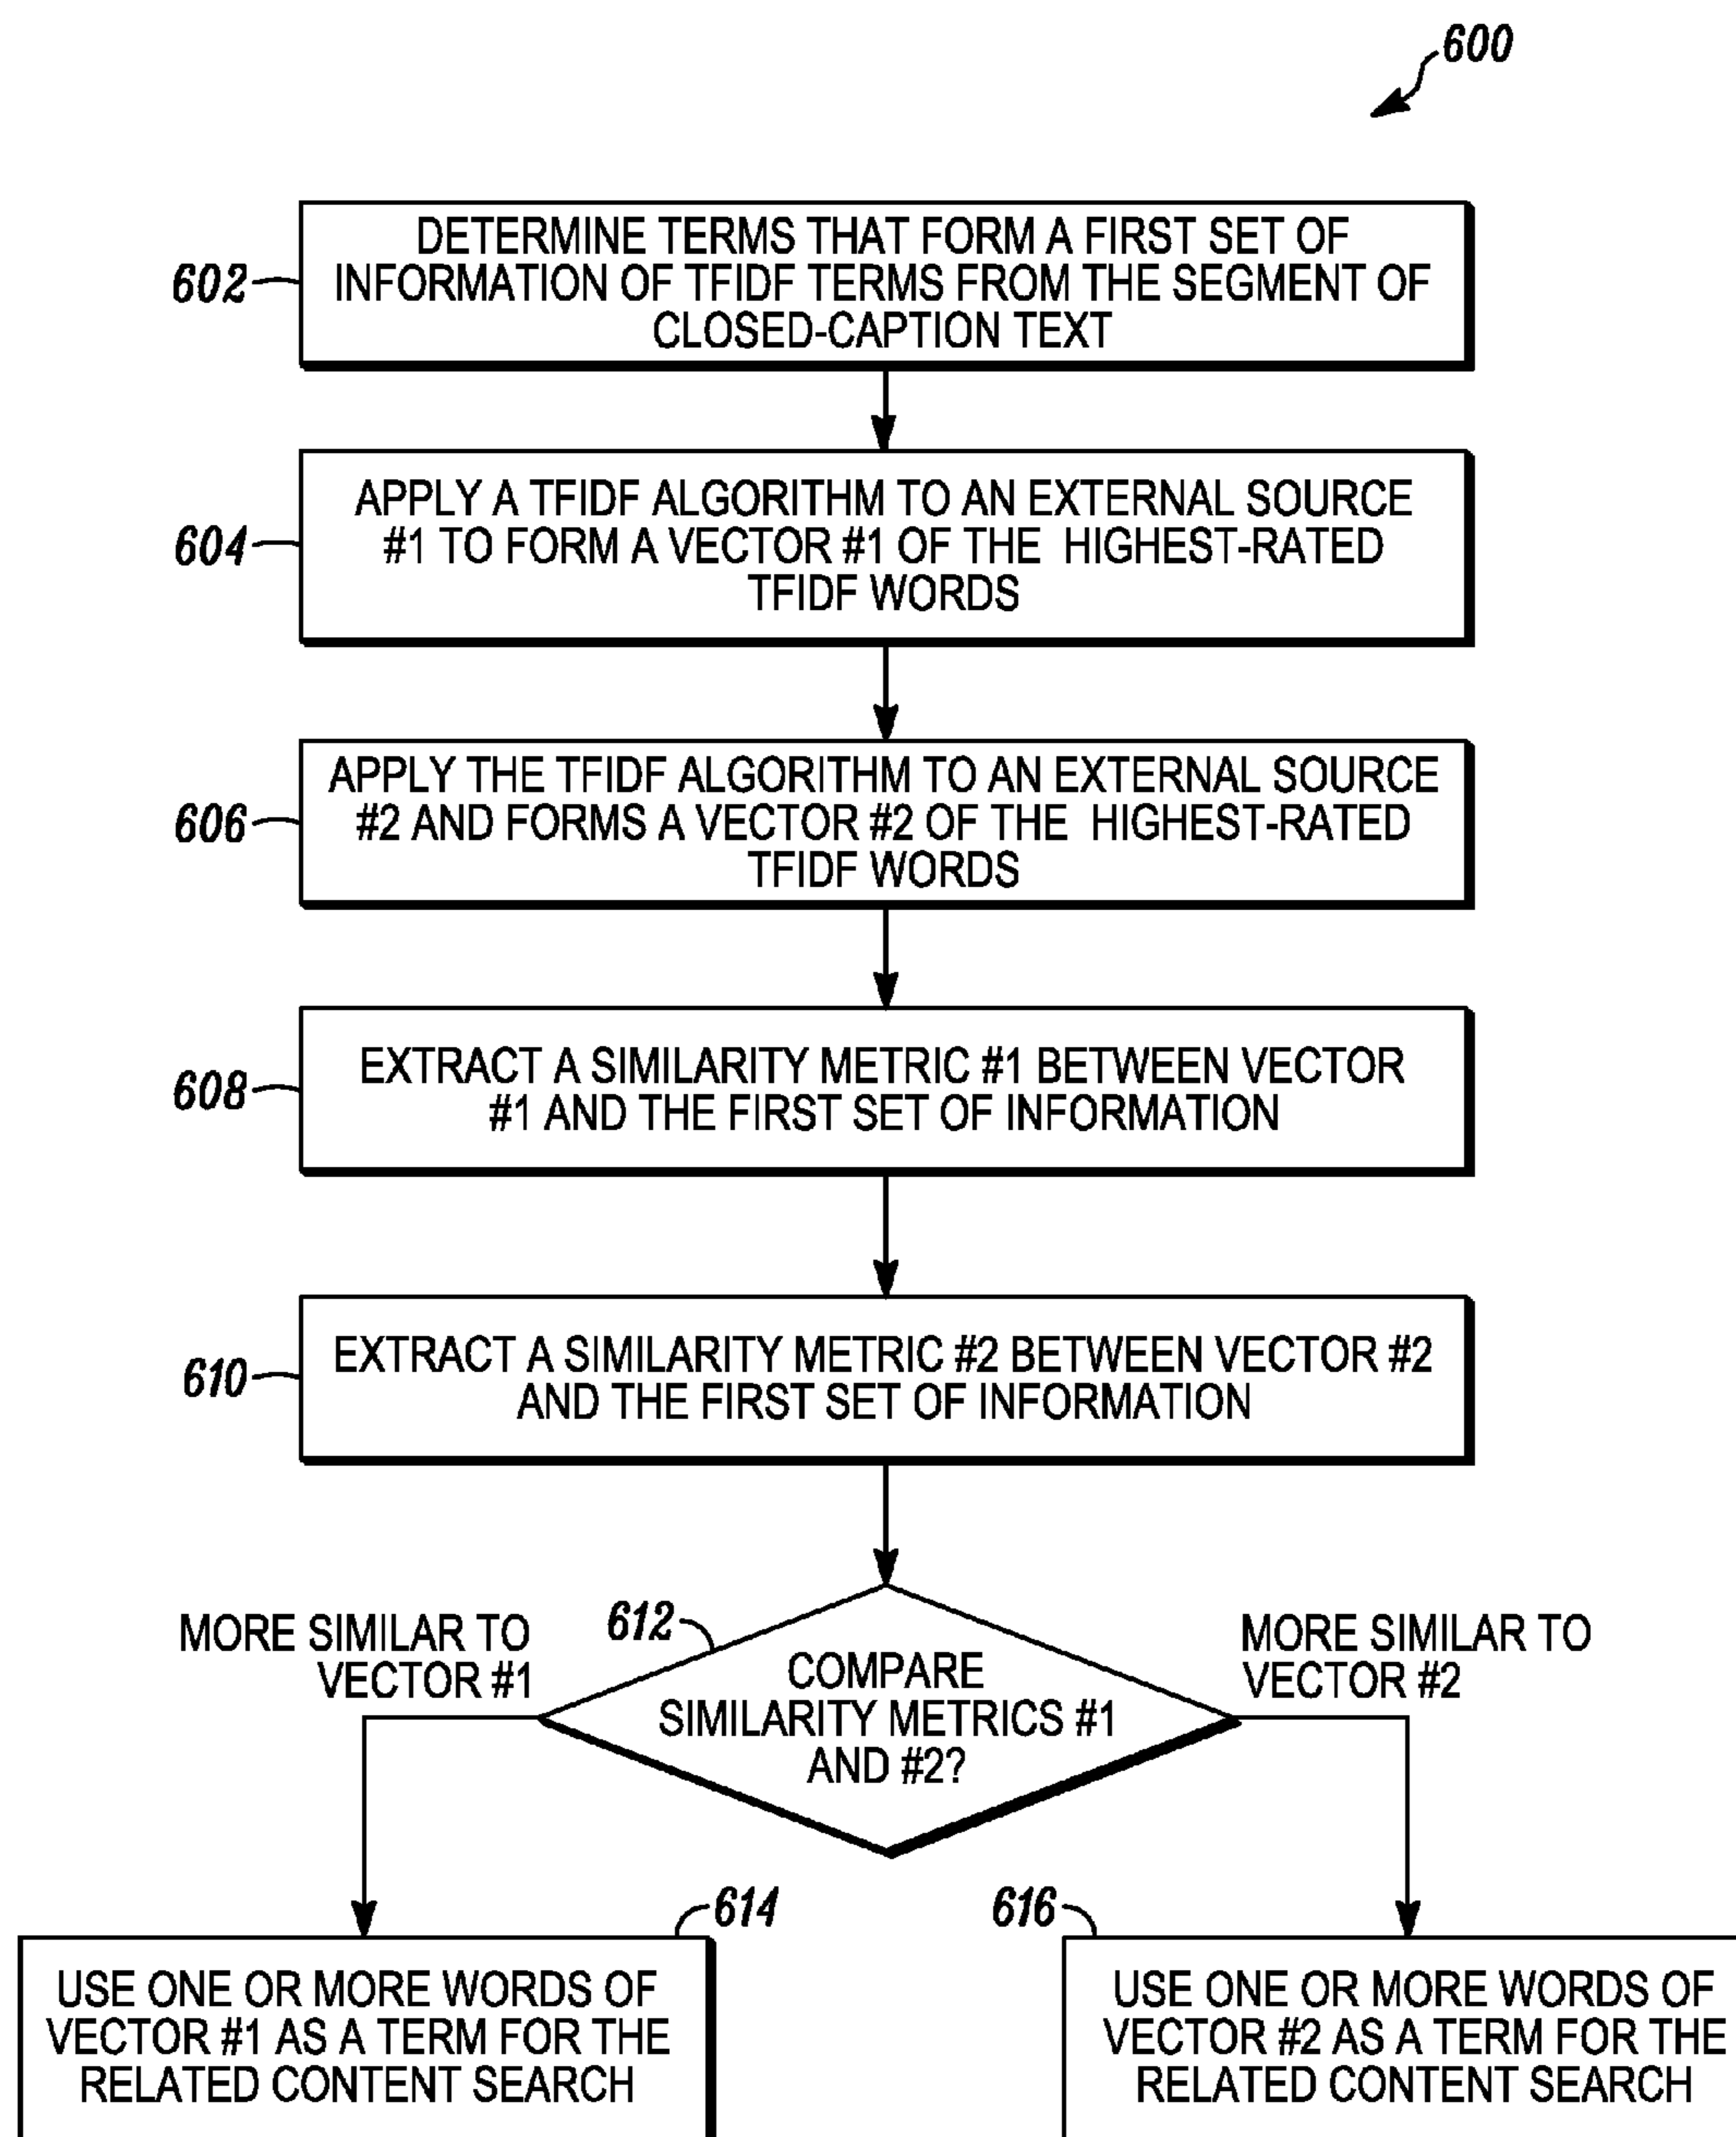 600
DETERMINE TERMS THAT FORM A FIRST SET OF
602
INFORMATION OF TFIDF TERMS FROM THE SEGMENT OF
CLOSED-CAPTION TEXT
APPLY A TFIDF ALGORITHM TO AN EXTERNAL SOURCE
604
#1 TO FORM A VECTOR #1 OF THE HIGHEST-RATED
TFIDF WORDS
APPLY THE TFIDF ALGORITHM TO AN EXTERNAL SOURCE
606
#2 AND FORMS A VECTOR #2 OF THE HIGHEST-RATED
TFIDF WORDS
608
EXTRACT A SIMILARITY METRIC #1 BETWEEN VECTOR
#1 AND THE FIRST SET OF INFORMATION
610
EXTRACT A SIMILARITY METRIC #2 BETWEEN VECTOR #2
AND THE FIRST SET OF INFORMATION
MORE SIMILAR TO
VECTOR #1
612
COMPARE
SIMILARITY METRICS #1
AND #2?
MORE SIMILAR TO
VECTOR #2
614
USE ONE OR MORE WORDS OF
VECTOR #1 AS A TERM FOR THE
RELATED CONTENT SEARCH
616
USE ONE OR MORE WORDS OF
VECTOR #2 AS A TERM FOR THE
RELATED CONTENT SEARCH